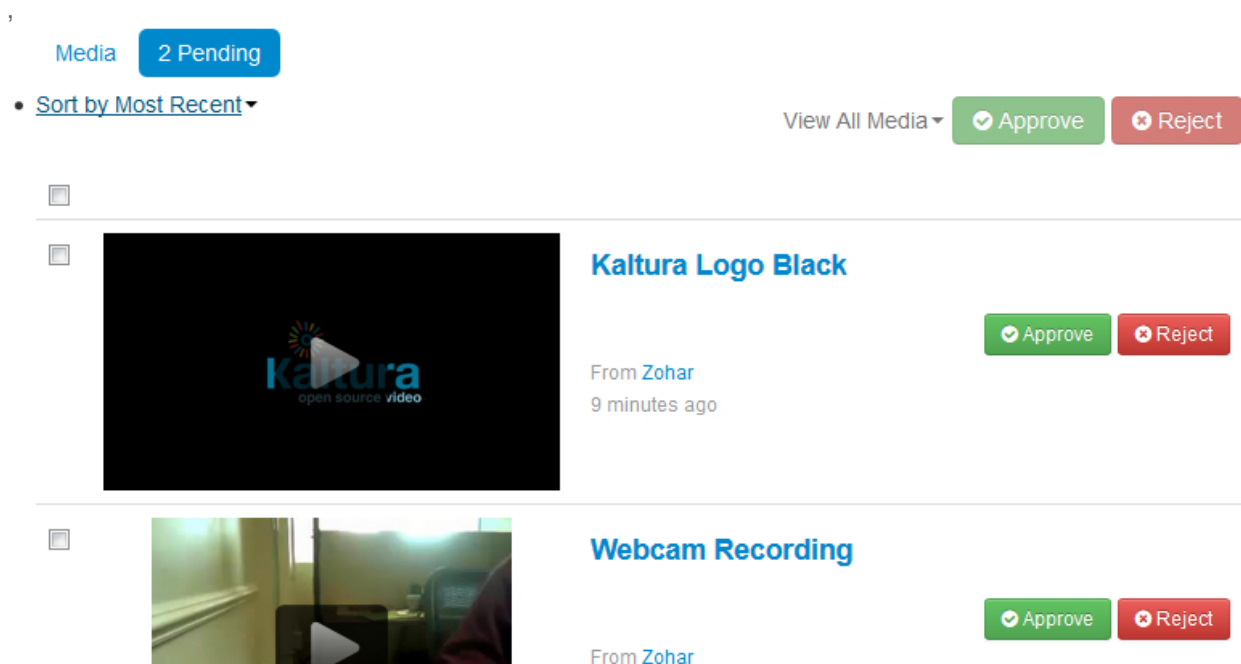 ,
Media 2 Pending
• Sort by Most Recent
View All Media Approve Reject
Kaltura Logo Black
Approve Reject
Kaltura
open source video
From Zohar
9 minutes ago
Webcam Recording
Approve Reject
From Zohar